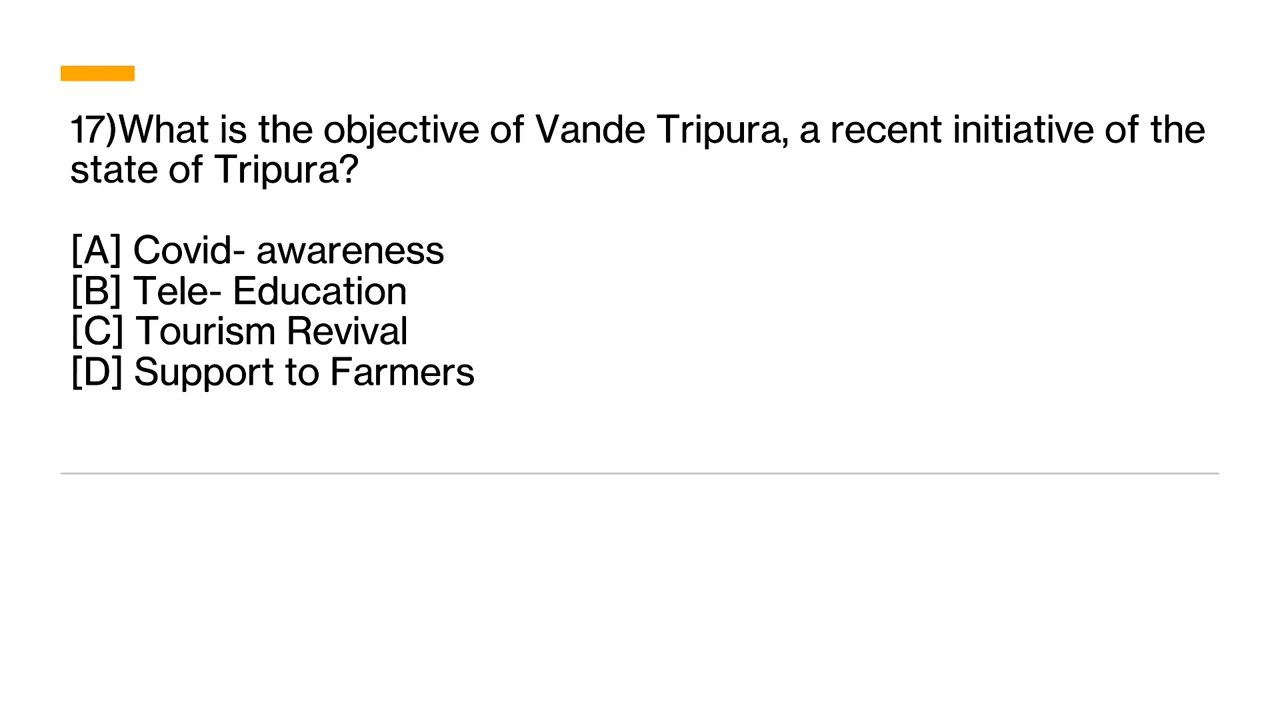 17)What is the objective of Vande Tripura, a recent initiative of the
state of Tripura?
[A] Covid- awareness
[B] Tele- Education
[C] Tourism Revival
[D] Support to Farmers